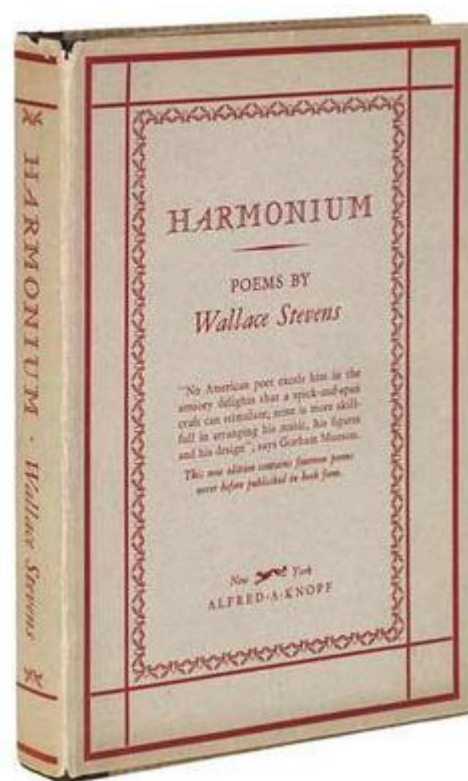 HARMONIUM · Wallace Stevens
HARMONIUM
POEMS BY
Wallace Stevens
"No American poet excels him in the
sensory delights that a spick-and-span
craft can stimulate; none is more skill-
full in arranging his music, his figures
and his design", says Gorham Munson.
This new edition contains fourteen poems
never before published in book form.
New York
ALFRED·A·KNOPF